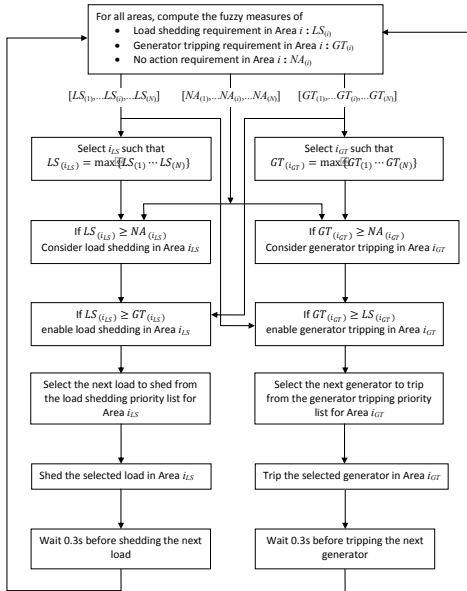 For all areas, compute the fuzzy measures of
• Load shedding requirement in Area i : LS(i)
• Generator tripping requirement in Area i : GT(i)
• No action requirement in Area i : NA(i)
[LS(1),...LS(i),...LS(N)]
[NA(1),...NA(i),...NA(N)]
[GT(1),...GT(i),...GT(N)]
Select iLS such that
LS(iLS) = max{LS(1) ⋯ LS(N)}
Select iGT such that
GT(iGT) = max{GT(1) ⋯ GT(N)}
If LS(iLS) ≥ NA(iLS)
Consider load shedding in Area iLS
If GT(iGT) ≥ NA(iGT)
Consider generator tripping in Area iGT
If LS(iLS) ≥ GT(iLS)
enable load shedding in Area iLS
If GT(iGT) ≥ LS(iGT)
enable generator tripping in Area iGT
Select the next load to shed from
the load shedding priority list for
Area iLS
Select the next generator to trip
from the generator tripping priority
list for Area iGT
Shed the selected load in Area iLS
Trip the selected generator in Area iGT
Wait 0.3s before shedding the next
load
Wait 0.3s before tripping the next
generator